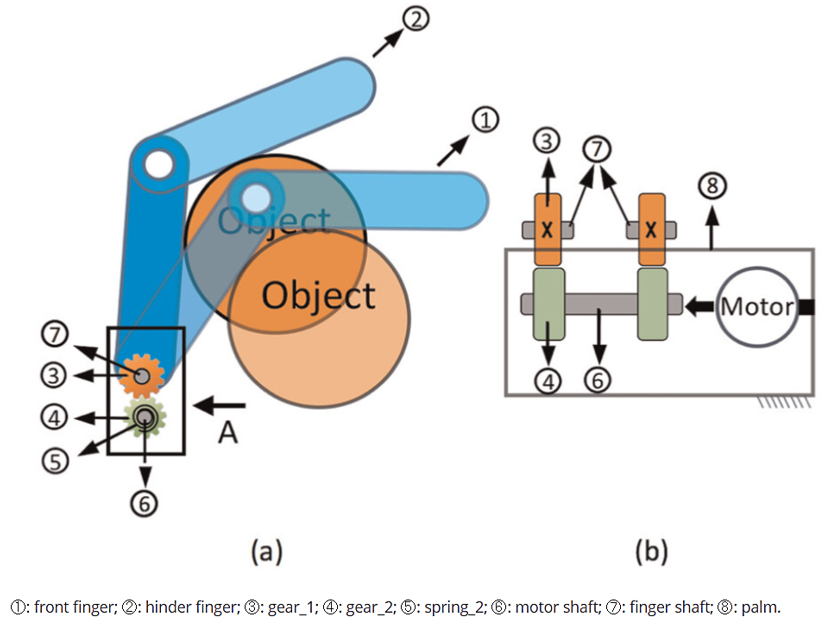 ②
①
Object
Object
⑦
③
④
⑤
⑥
A
③
⑦
⑧
X
X
Motor
④
⑥
(a)
(b)
①: front finger; ②: hinder finger; ③: gear_1; ④: gear_2; ⑤: spring_2; ⑥: motor shaft; ⑦: finger shaft; ⑧: palm.